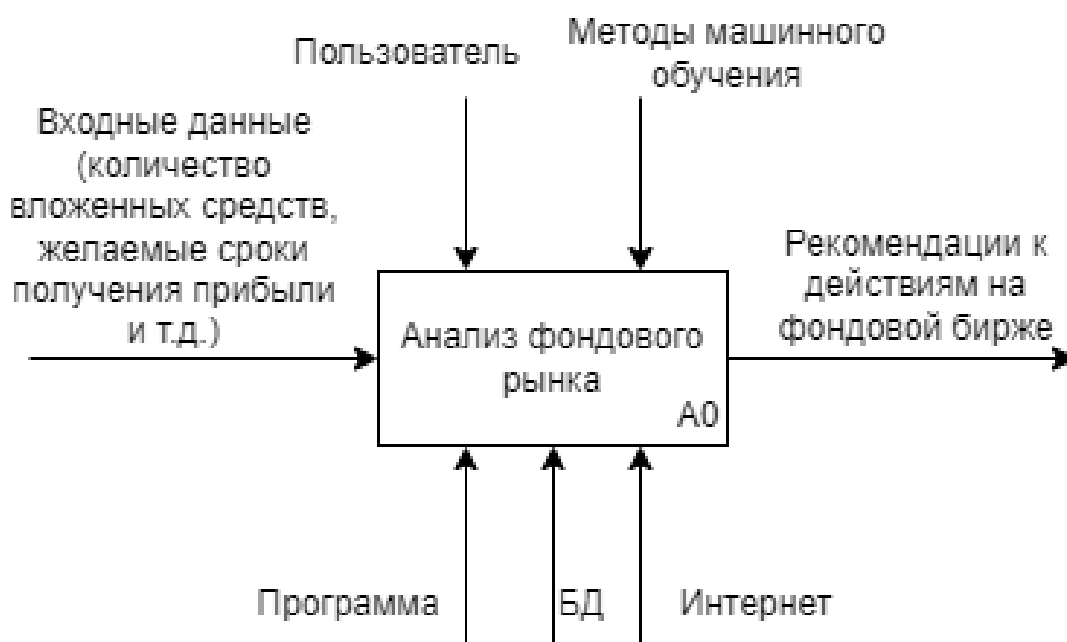 Пользователь
Методы машинного
обучения
Входные данные
(количество
вложенных средств,
желаемые сроки
получения прибыли
и т.д.)
Анализ фондового
рынка
A0
Рекомендации к
действиям на
фондовой бирже
Программа
БД
Интернет